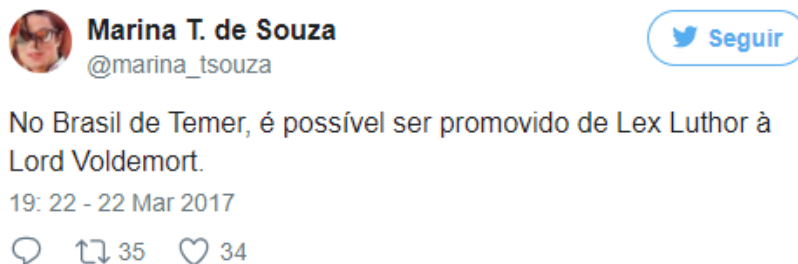 Marina T. de Souza
Seguir
@marina_tsouza
No Brasil de Temer, é possível ser promovido de Lex Luthor à
Lord Voldemort.
19: 22 - 22 Mar 2017
35 34